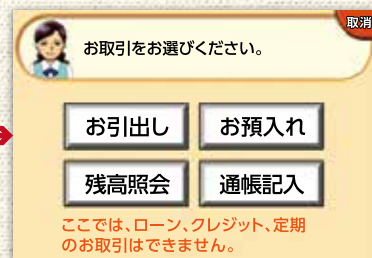 取消
お取引をお選びください。
お引出し
お預入れ
残高照会
通帳記入
ここでは、ローン、クレジット、定期
のお取引はできません。